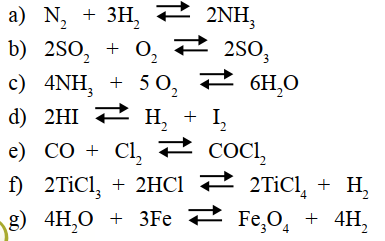 a) N₂ + 3H₂ ⇄ 2NH₃
b) 2SO₂ + O₂ ⇄ 2SO₃
c) 4NH₃ + 5 O₂ ⇄ 6H₂O
d) 2HI ⇄ H₂ + I₂
e) CO + Cl₂ ⇄ COCl₂
f) 2TiCl₃ + 2HCl ⇄ 2TiCl₄ + H₂
g) 4H₂O + 3Fe ⇄ Fe₃O₄ + 4H₂